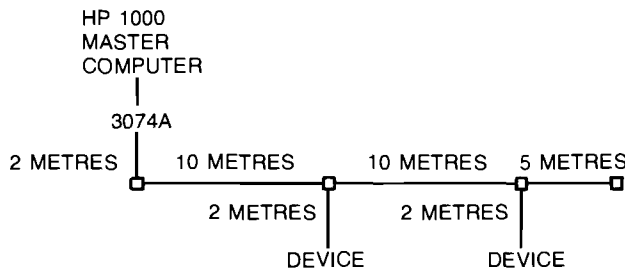 HP 1000
MASTER
COMPUTER
3074A
2 METRES 10 METRES 10 METRES 5 METRES
2 METRES 2 METRES
DEVICE DEVICE